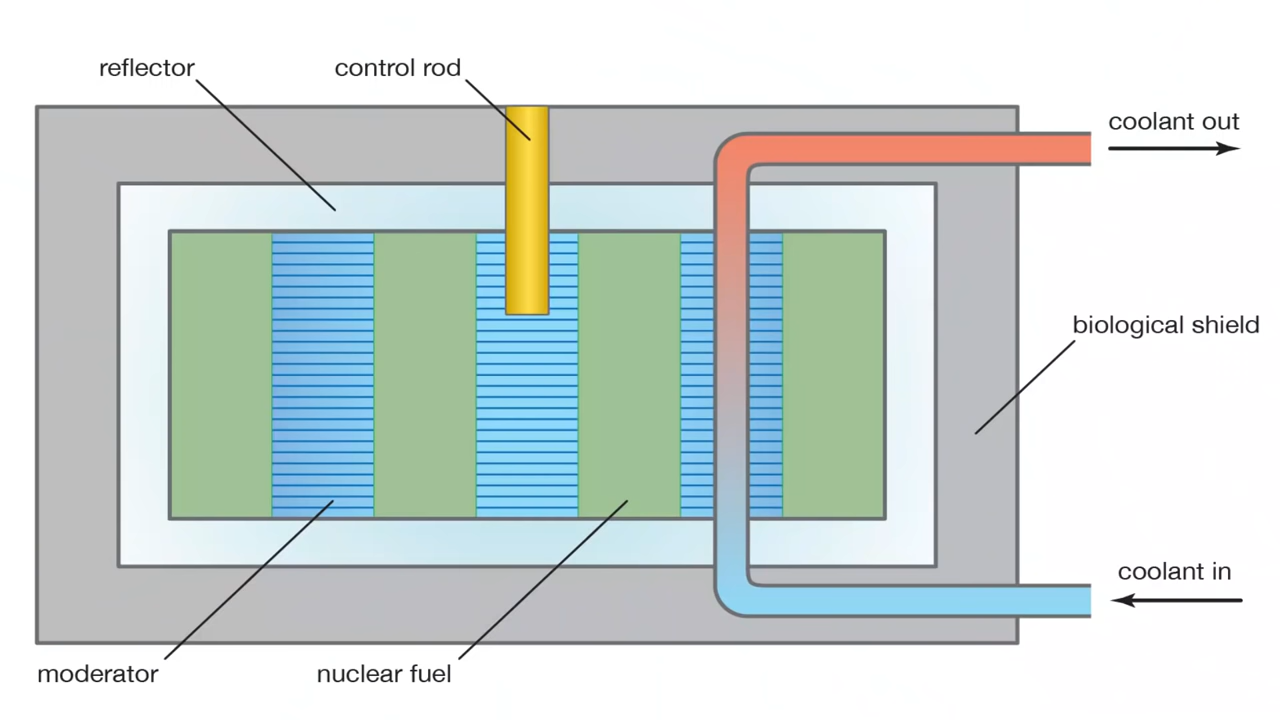 reflector
control rod
coolant out
biological shield
coolant in
moderator
nuclear fuel